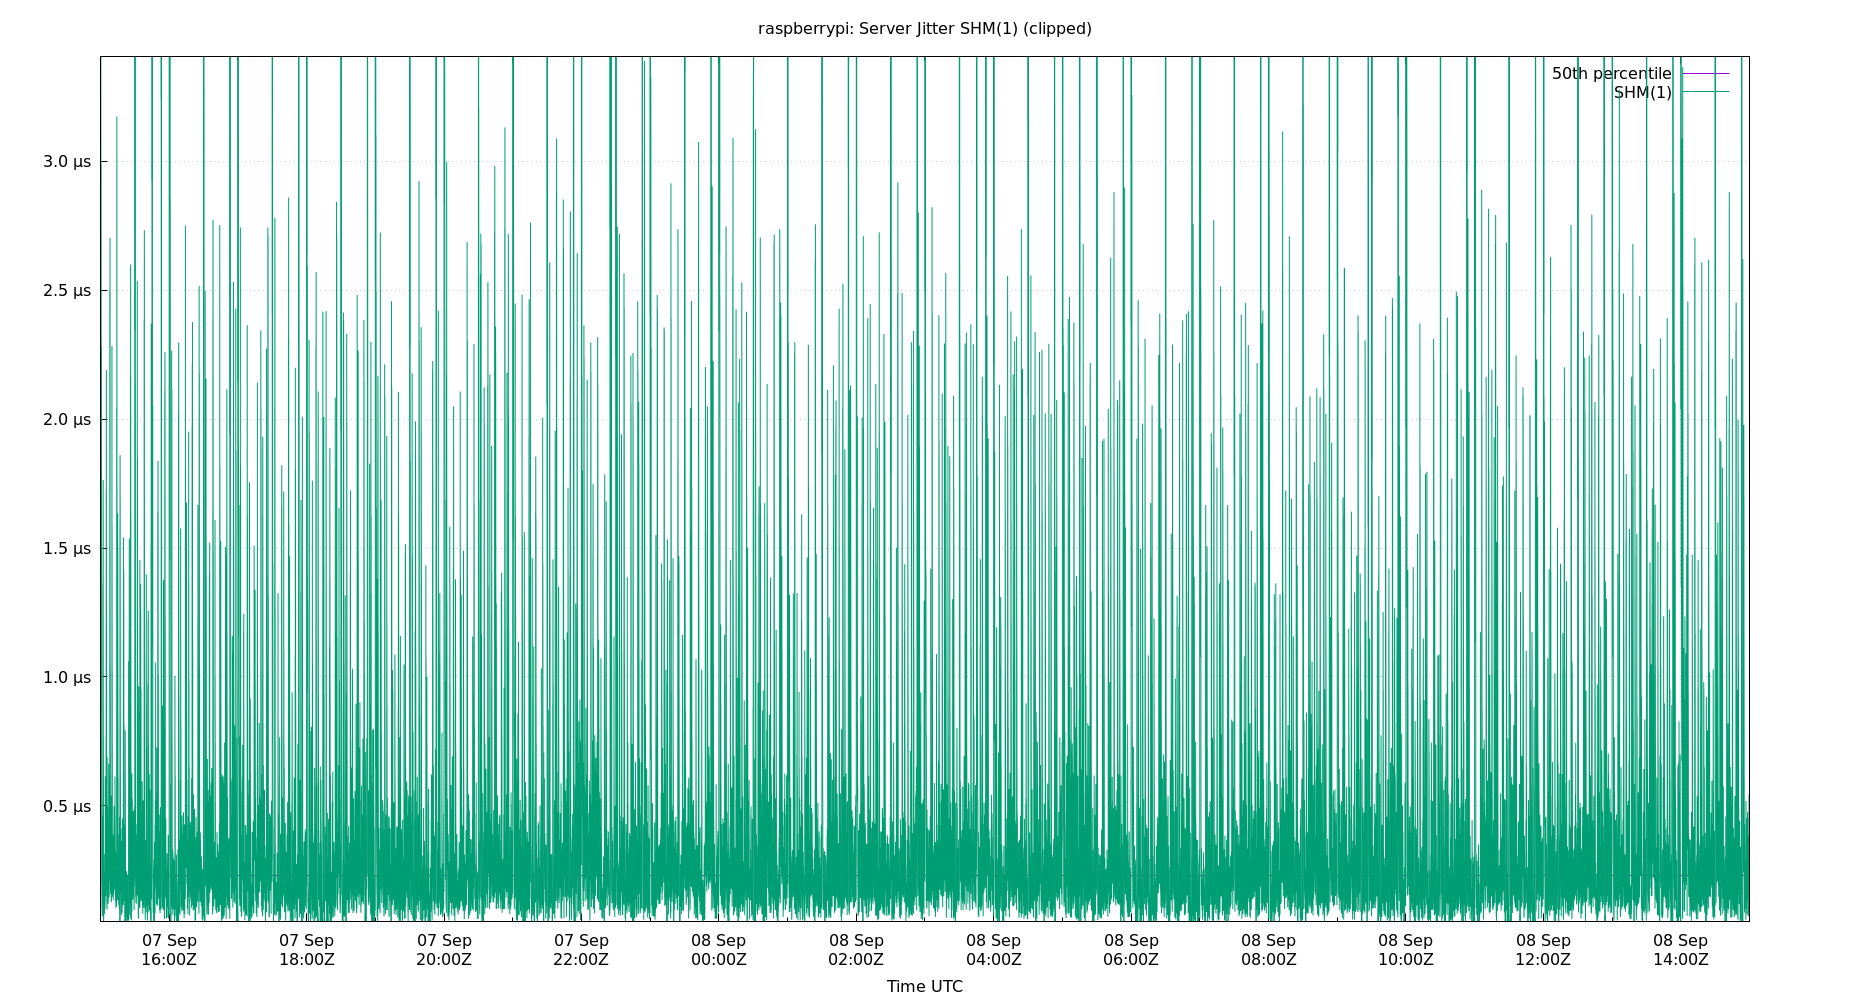 raspberrypi: Server Jitter SHM(1) (clipped)
50th percentile
SHM(1)
3.0 µs
2.5 µs
2.0 µs
1.5 µs
1.0 µs
0.5 µs
07 Sep 07 Sep 07 Sep 07 Sep 08 Sep 08 Sep 08 Sep 08 Sep 08 Sep 08 Sep 08 Sep 08 Sep
16:00Z 18:00Z 20:00Z 22:00Z 00:00Z 02:00Z 04:00Z 06:00Z 08:00Z 10:00Z 12:00Z 14:00Z
Time UTC